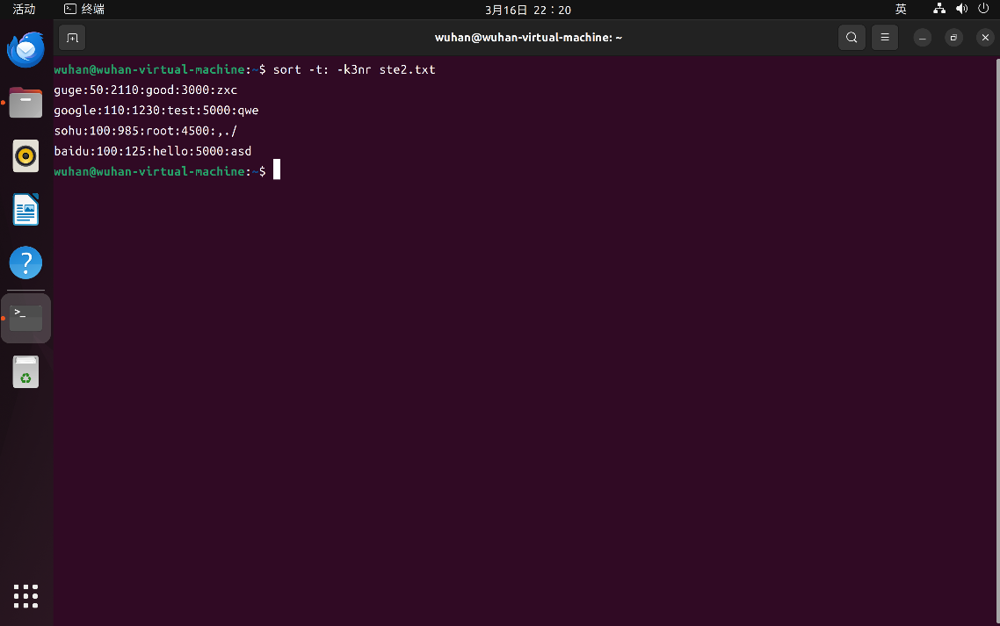 活动 终端 3月16日 22：20 英
wuhan@wuhan-virtual-machine: ~
wuhan@wuhan-virtual-machine:~$ sort -t: -k3nr ste2.txt
guge:50:2110:good:3000:zxc
google:110:1230:test:5000:qwe
sohu:100:985:root:4500:,./
baidu:100:125:hello:5000:asd
wuhan@wuhan-virtual-machine:~$